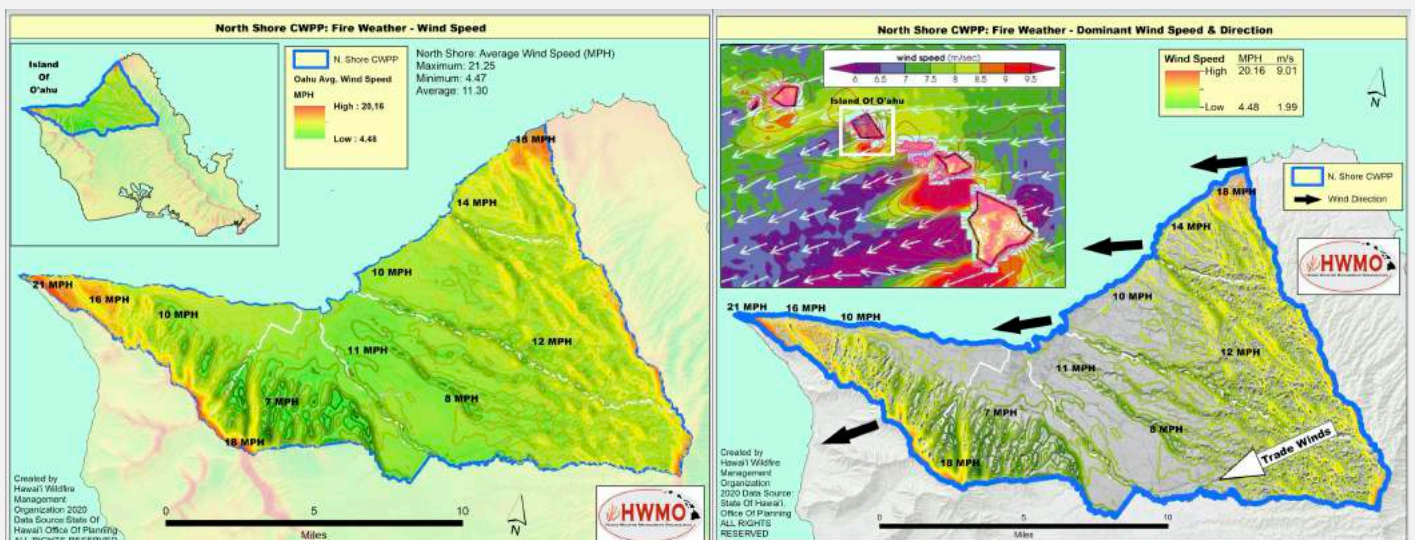 North Shore CWPP: Fire Weather - Wind Speed
Island
Of
O'ahu
N. Shore CWPP
Oahu Avg. Wind Speed
MPH
High : 20,16
Low : 4.48
North Shore: Average Wind Speed (MPH)
Maximum: 21.25
Minimum: 4.47
Average: 11.30
18 MPH
14 MPH
10 MPH
21 MPH
16 MPH
10 MPH
12 MPH
11 MPH
7 MPH
8 MPH
18 MPH
Created by
Hawai'i Wildfire
Management
Organization 2020
Data Source:State Of
Hawai'i Office Of Planning
ALL RIGHTS RESERVED
0 5 10
Miles
N
HWMO
North Shore CWPP: Fire Weather - Dominant Wind Speed & Direction
wind speed (m/sec)
6 6.5 7 7.5 8 8.5 9 9.5
Island Of O'ahu
Wind Speed MPH m/s
High 20.16 9.01
Low 4.48 1.99
N
N. Shore CWPP
Wind Direction
HWMO
18 MPH
14 MPH
10 MPH
21 MPH
16 MPH
10 MPH
12 MPH
11 MPH
7 MPH
8 MPH
18 MPH
Trade Winds
Created by
Hawai'i Wildfire
Management
Organization
2020 Data Source:
State Of Hawai'i,
Office Of Planning
ALL RIGHTS
RESERVED
0 5 10
Miles